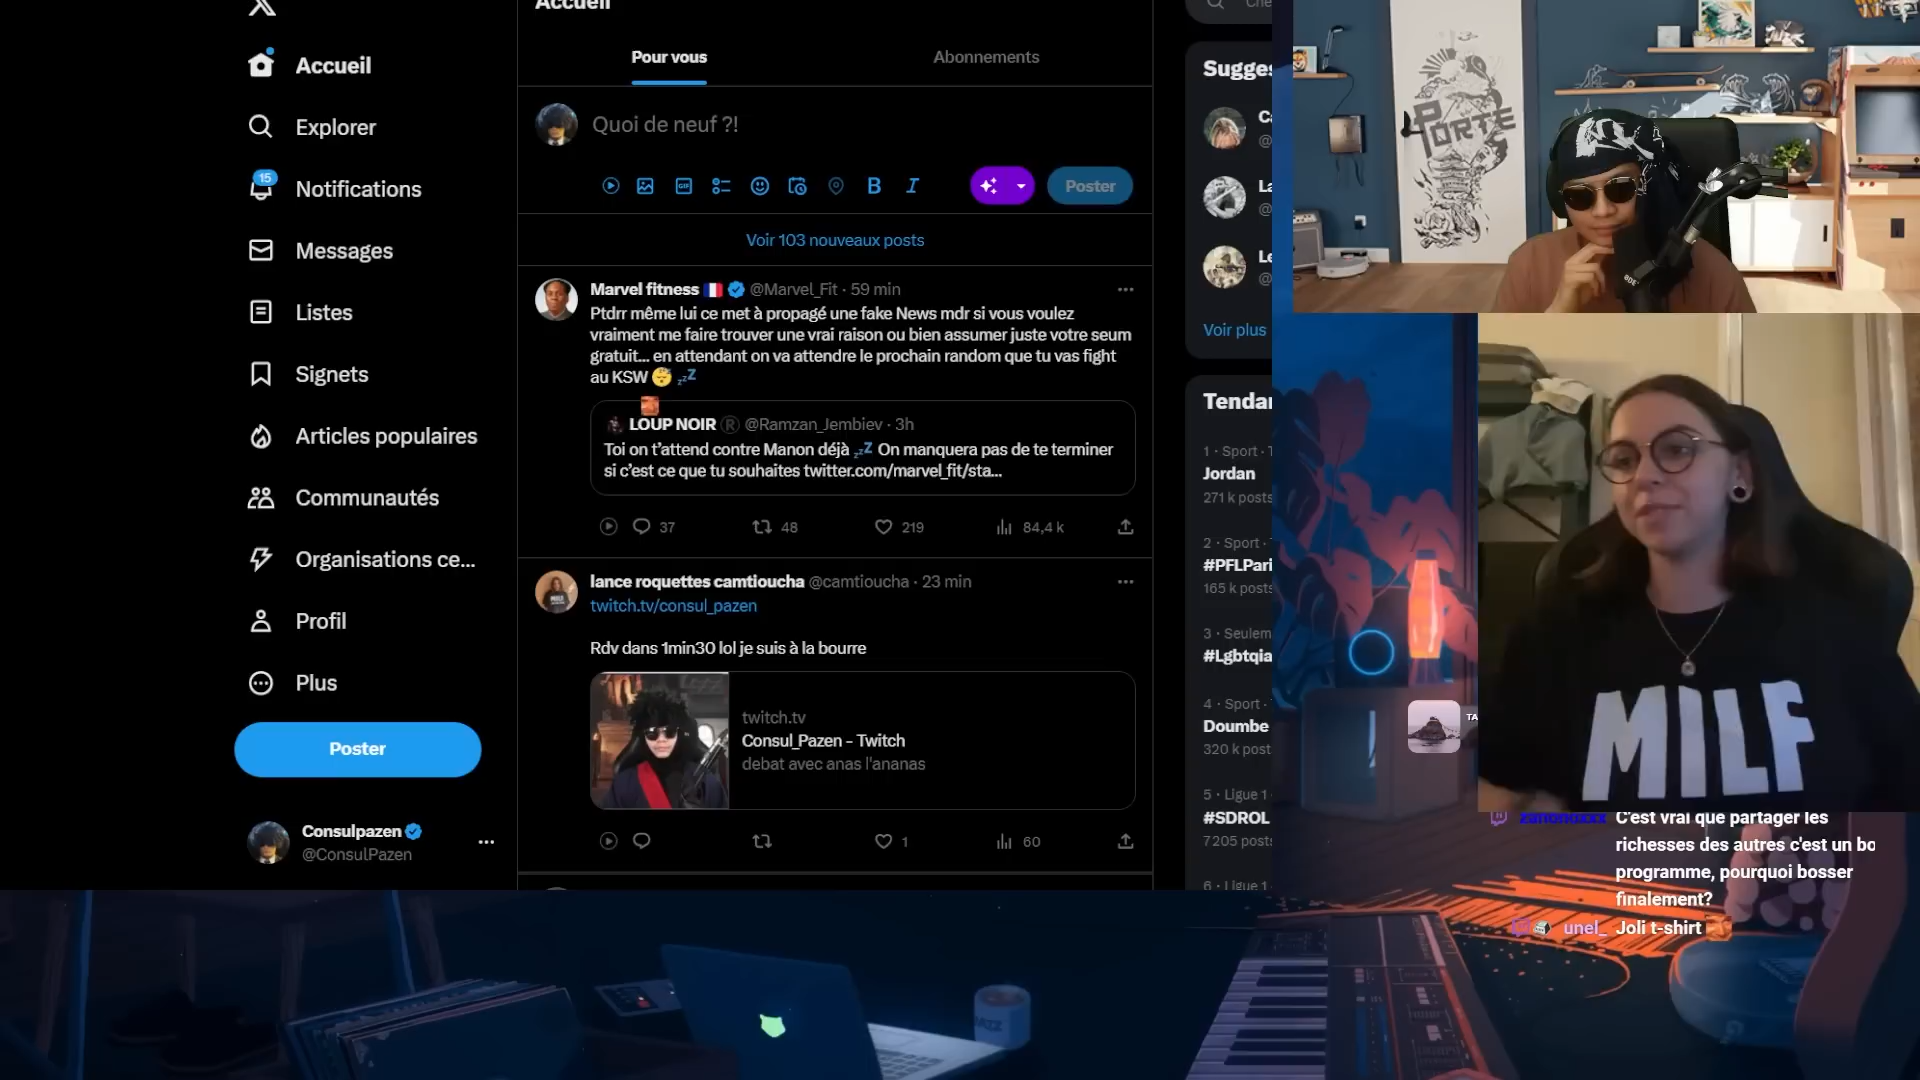 Accueil
Pour vous
Abonnements
Quoi de neuf ?!
GIF
B
I
Poster
Voir 103 nouveaux posts
Accueil
Explorer
15
Notifications
Messages
Listes
Signets
Articles populaires
Communautés
Organisations ce...
Profil
Plus
Poster
Consulpazen
@ConsulPazen
Marvel fitness 🇫🇷 @Marvel_Fit · 59 min
Ptdrr même lui ce met à propagé une fake News mdr si vous voulez
vraiment me faire trouver une vrai raison ou bien assumer juste votre seum
gratuit... en attendant on va attendre le prochain random que tu vas fight
au KSW 😴 💤
LOUP NOIR ® @Ramzan_Jembiev · 3h
Toi on t'attend contre Manon déjà 💤 On manquera pas de te terminer
si c'est ce que tu souhaites twitter.com/marvel_fit/sta...
37
48
219
84,4 k
lance roquettes camtioucha @camtioucha · 23 min
twitch.tv/consul_pazen
Rdv dans 1min30 lol je suis à la bourre
MILF
twitch.tv
Consul_Pazen - Twitch
debat avec anas l'ananas
1
60
Sugges
Voir plus
Tendan
1 · Sport · T
Jordan
271 k posts
2 · Sport ·
#PFLPari
165 k posts
3 · Seulem
#Lgbtqia
4 · Sport ·
Doumbe
320 k post
5 · Ligue 1
#SDROL
7 205 posts
6 · Ligue 1
PORTE
RODE
MILF
TA
C'est vrai que partager les
richesses des autres c'est un bo
programme, pourquoi bosser
finalement?
unel_ Joli t-shirt
JAZZ